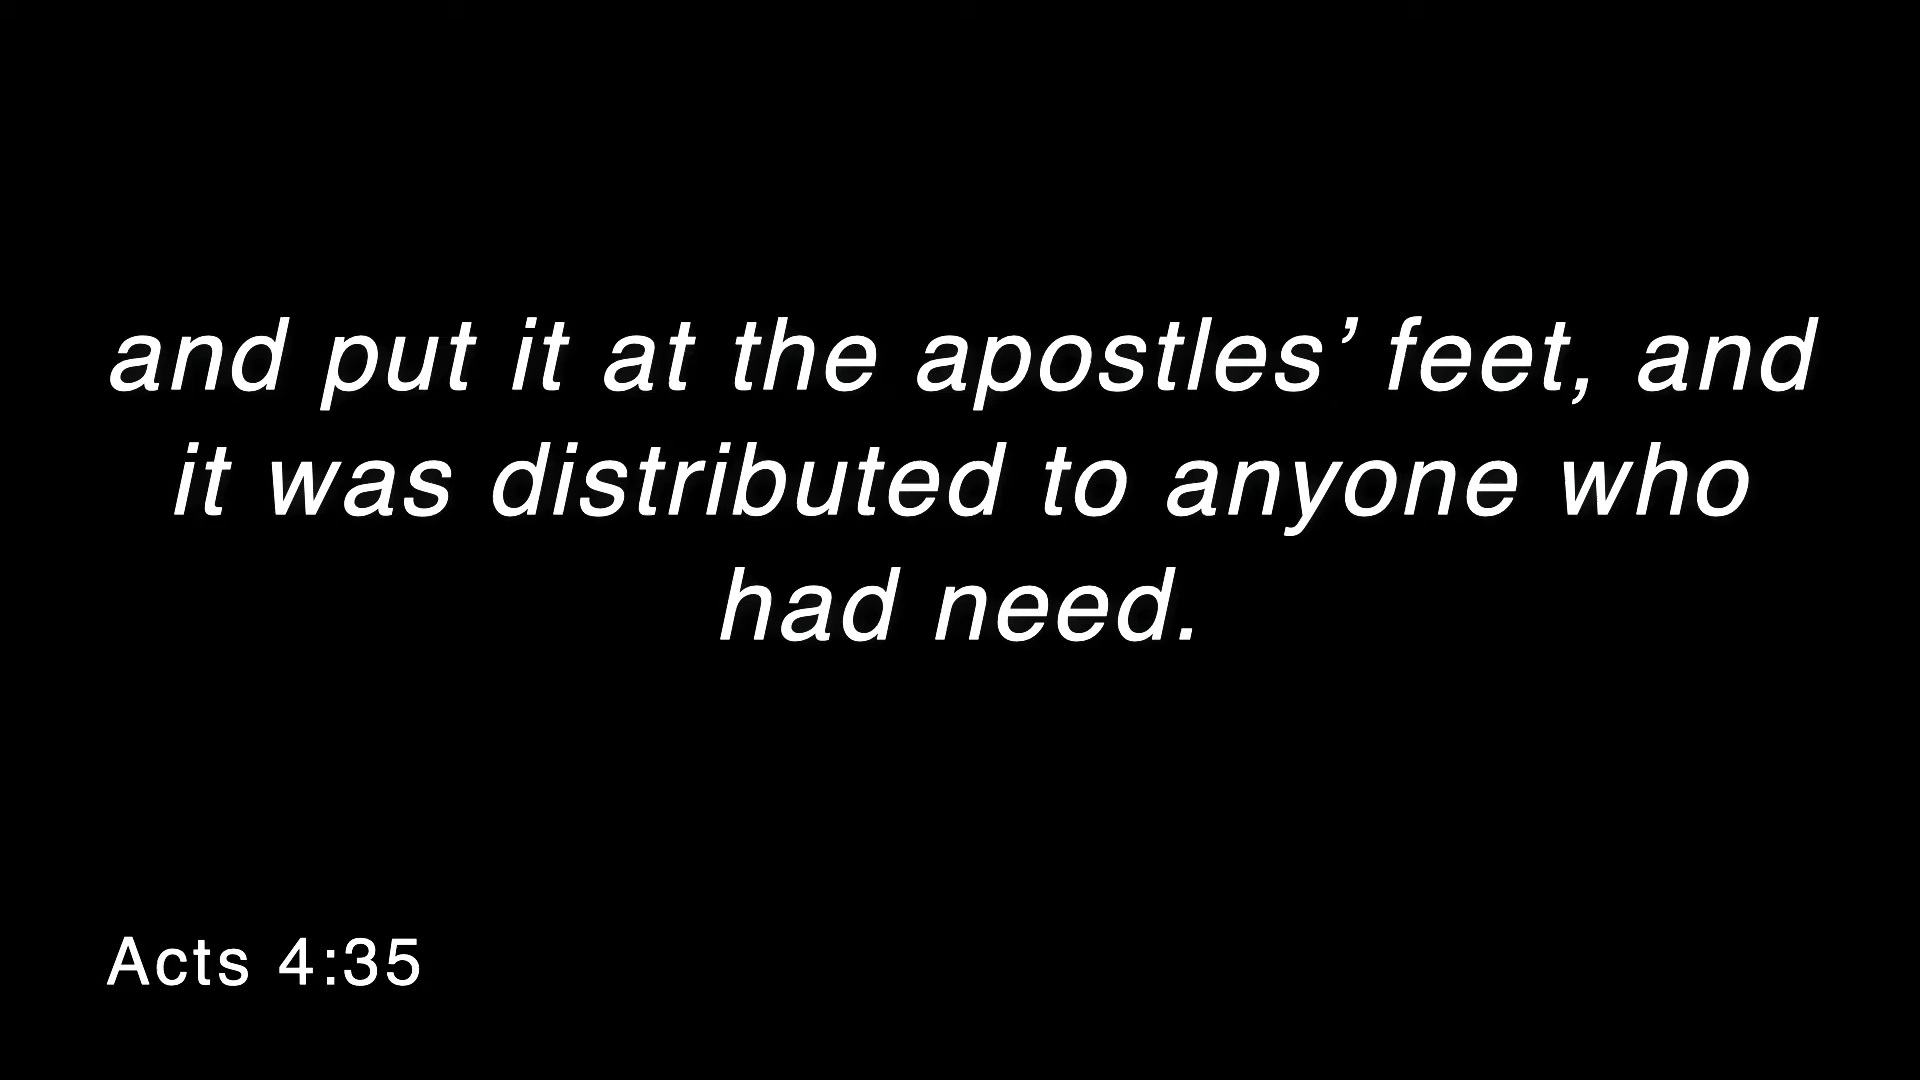 and put it at the apostles’ feet, and
it was distributed to anyone who
had need.
Acts 4:35